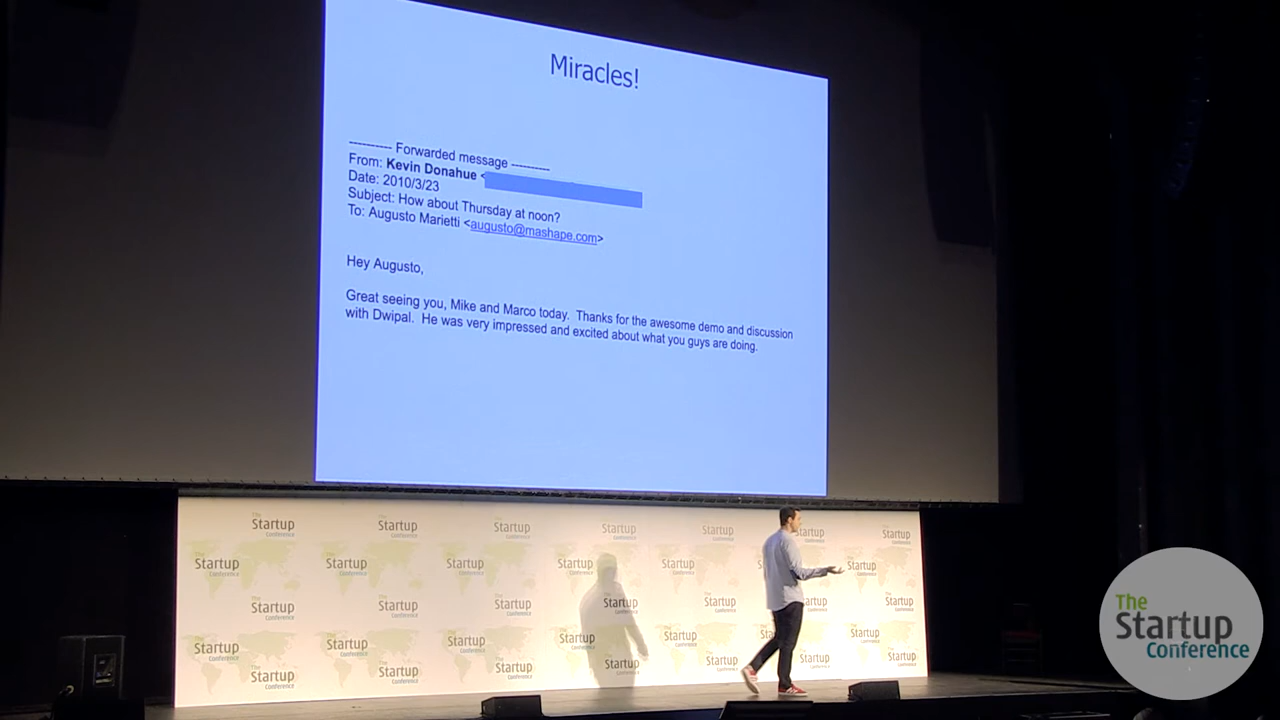 Miracles!
---------- Forwarded message ----------
From: Kevin Donahue <
Date: 2010/3/23
Subject: How about Thursday at noon?
To: Augusto Marietti <augusto@mashape.com>
Hey Augusto,
Great seeing you, Mike and Marco today. Thanks for the awesome demo and discussion
with Dwipal. He was very impressed and excited about what you guys are doing.
The
Startup
Conference